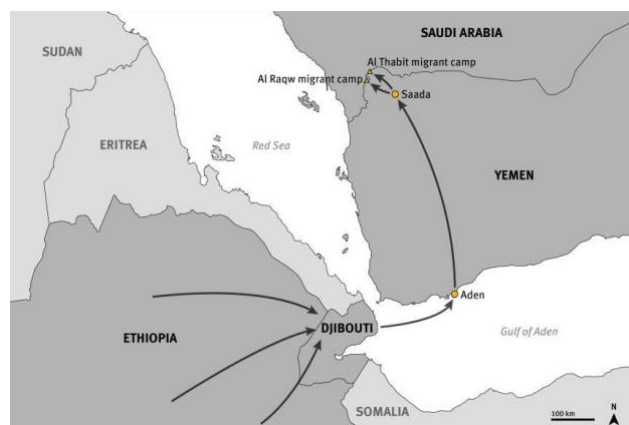 SUDAN
SAUDI ARABIA
Al Thabit migrant camp
Al Raqw migrant camp
Saada
ERITREA
Red Sea
YEMEN
Aden
ETHIOPIA
DJIBOUTI
Gulf of Aden
SOMALIA
100 km
N